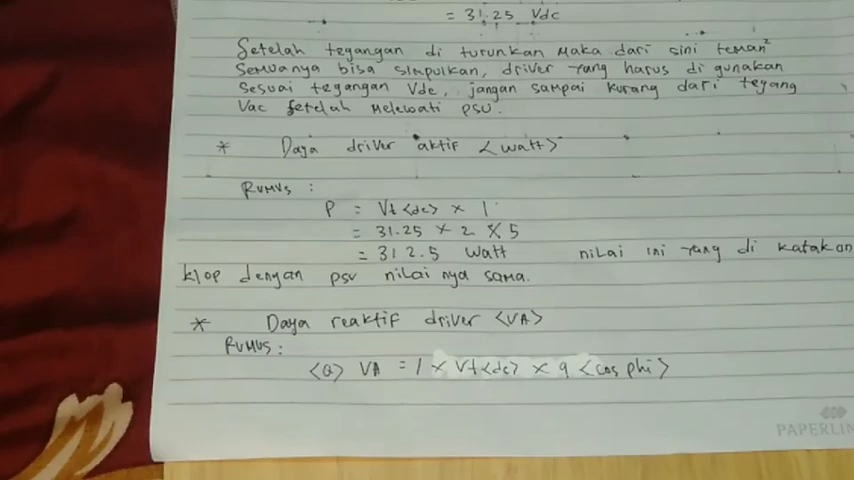 = 31.25 Vdc
Setelah tegangan di turunkan maka dari sini teman²
semuanya bisa simpulkan, driver yang harus di gunakan
sesuai tegangan Vdc, jangan sampai kurang dari tegang
Vac setelah melewati psu.
* Daya driver aktif <watt>
RUMUS :
P = Vt <dc> x 1
= 31.25 x 2 x 5
= 312.5 watt nilai ini yang di katakan
klop dengan psu nilai nya sama.
* Daya reaktif driver <VA>
RUMUS :
<Q> VA = 1 x Vt <dc> x 9 <cos phi>
PAPERLIN